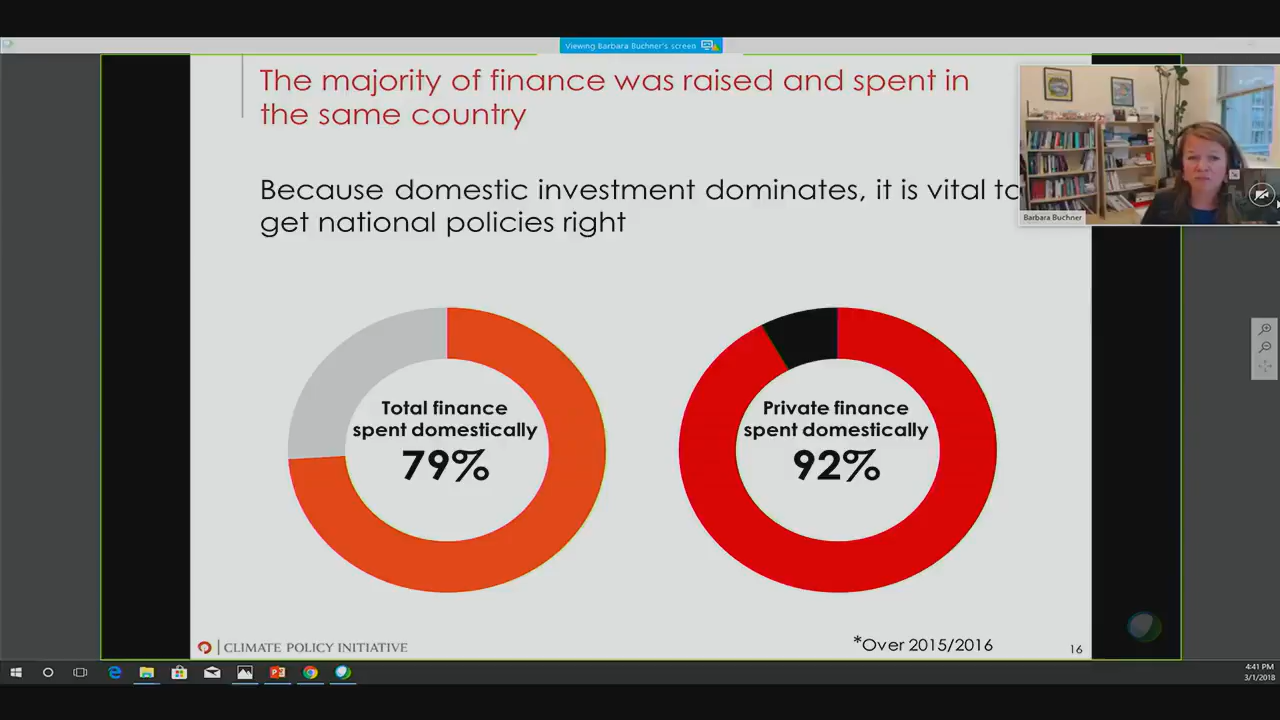 Viewing Barbara Buchner's screen
The majority of finance was raised and spent in
the same country
Because domestic investment dominates, it is vital to
get national policies right
Barbara Buchner
Total finance
spent domestically
79%
Private finance
spent domestically
92%
CLIMATE POLICY INITIATIVE
*Over 2015/2016
16
4:41 PM
3/1/2018